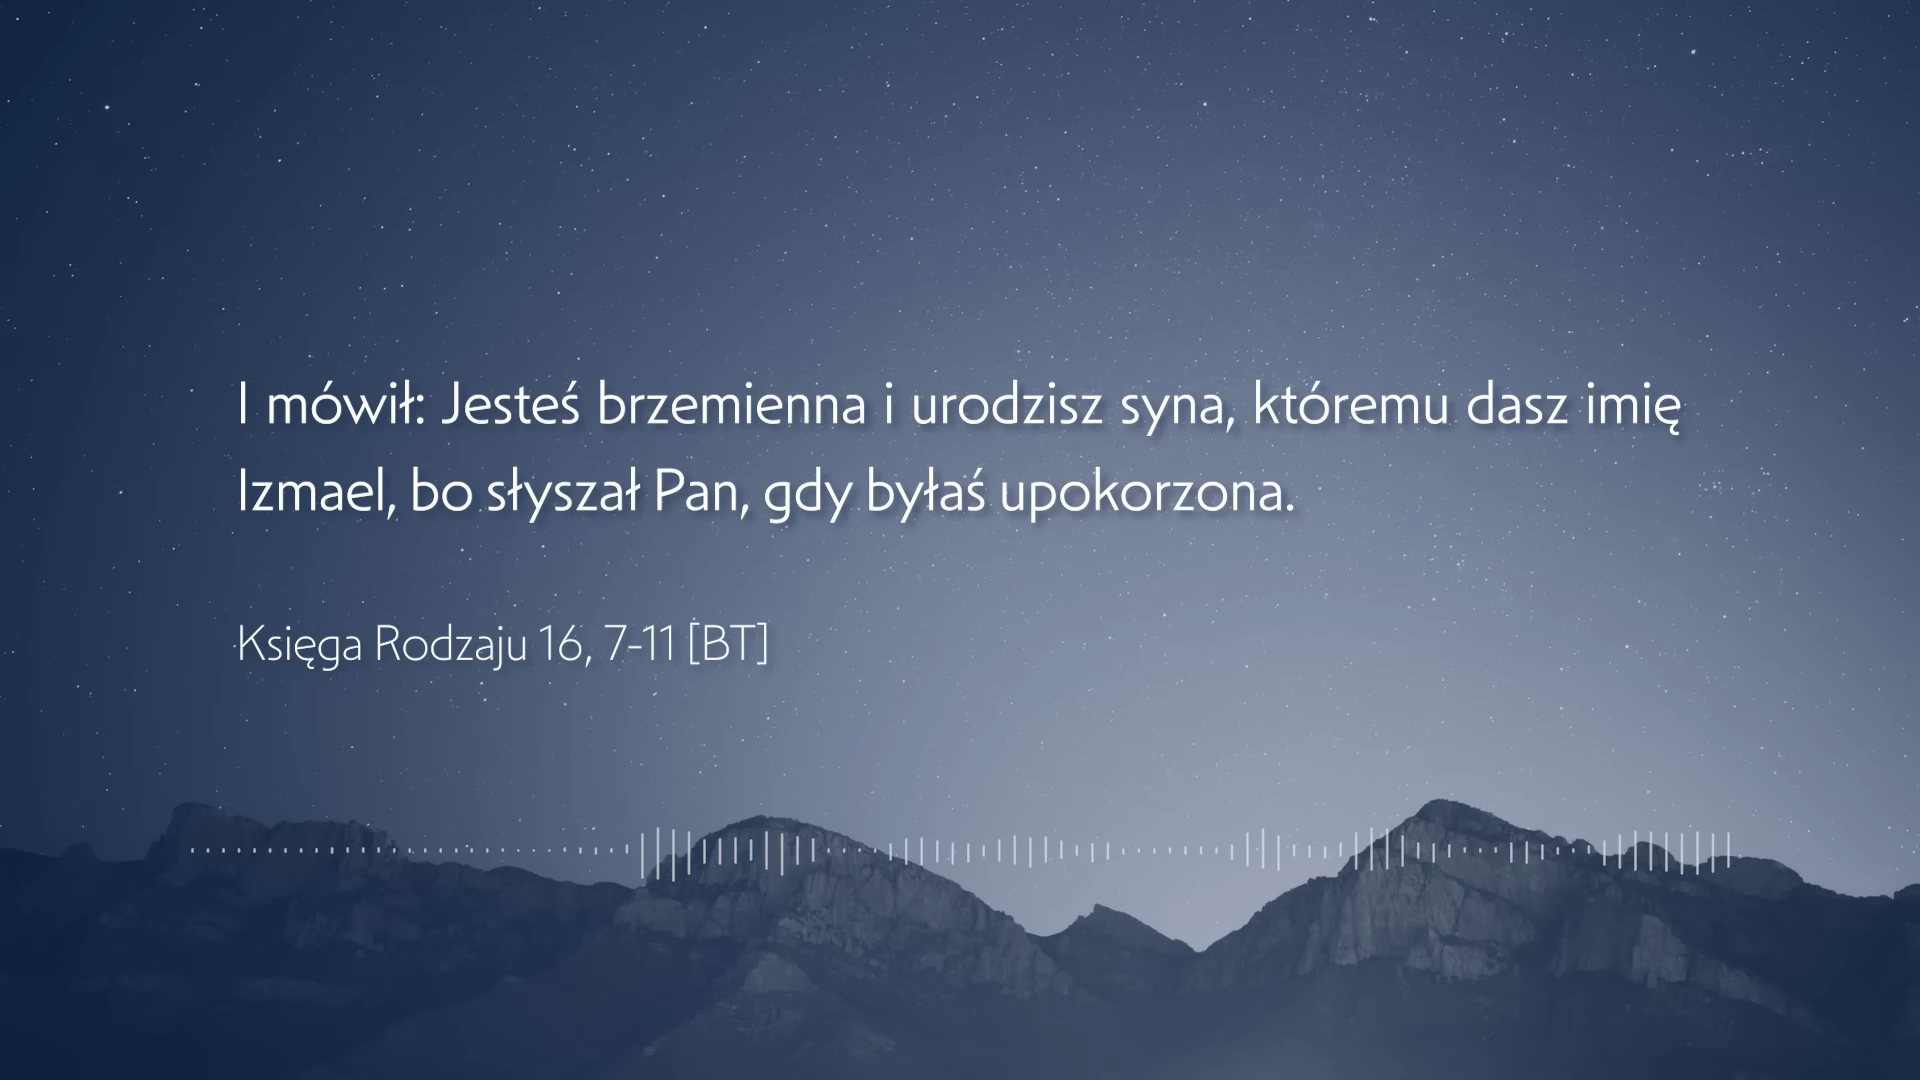 I mówił: Jesteś brzemienna i urodzisz syna, któremu dasz imię
Izmael, bo słyszał Pan, gdy byłaś upokorzona.
Księga Rodzaju 16, 7-11 [BT]